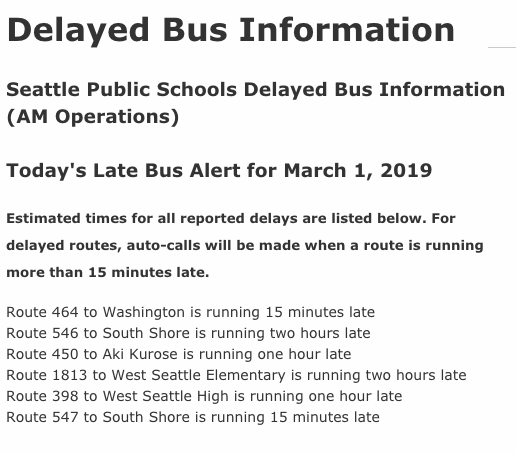 Delayed Bus Information
Seattle Public Schools Delayed Bus Information
(AM Operations)
Today's Late Bus Alert for March 1, 2019
Estimated times for all reported delays are listed below. For
delayed routes, auto-calls will be made when a route is running
more than 15 minutes late.
Route 464 to Washington is running 15 minutes late
Route 546 to South Shore is running two hours late
Route 450 to Aki Kurose is running one hour late
Route 1813 to West Seattle Elementary is running two hours late
Route 398 to West Seattle High is running one hour late
Route 547 to South Shore is running 15 minutes late